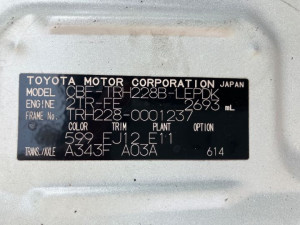 TOYOTA MOTOR CORPORATION JAPAN
MODEL CBF-TRH228B-LEPDK
ENGINE 2TR-FE 2693 mL
FRAME No. TRH228-0001237
COLOR TRIM PLANT OPTION
599 FJ12 E11
TRANS./AXLE A343F A03A 614